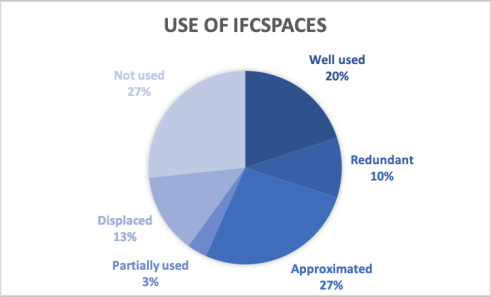 USE OF IFCSPACES
Well used
20%
Redundant
10%
Approximated
27%
Partially used
3%
Displaced
13%
Not used
27%